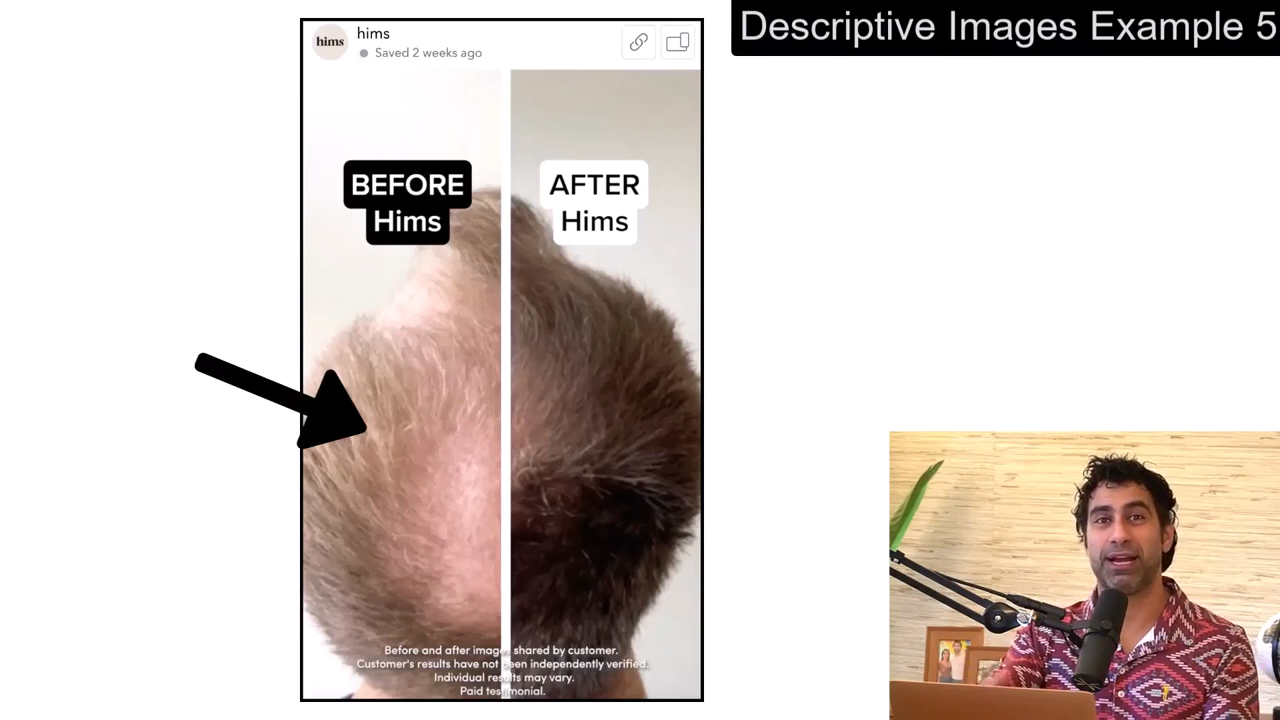 Descriptive Images Example 5
hims
hims
Saved 2 weeks ago
BEFORE
Hims
AFTER
Hims
Before and after images shared by customer.
Customer's results have not been independently verified.
Individual results may vary.
Paid testimonial.